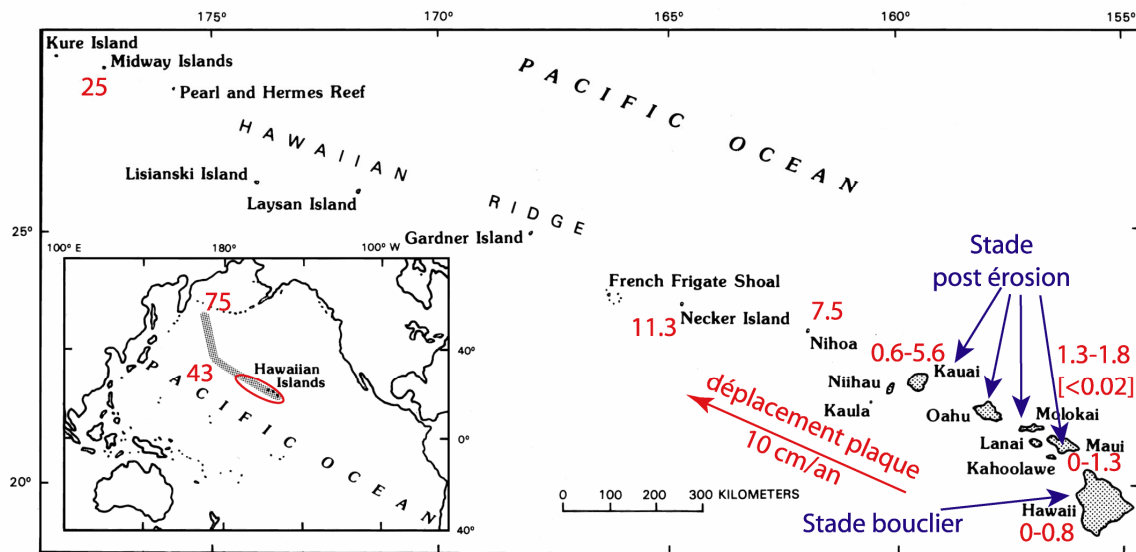 175° 170° 165° 160° 155°
Kure Island
Midway Islands
25
Pearl and Hermes Reef
PACIFIC OCEAN
HAWAIIAN
RIDGE
Lisianski Island
Laysan Island
Gardner Island
25°
20°
100° E 180° 100° W
75
43
Hawaiian
Islands
PACIFIC OCEAN
40°
0°
40°
French Frigate Shoal
Necker Island
11.3
7.5
Nihoa
Stade
post érosion
0.6-5.6
1.3-1.8
[<0.02]
Kauai
Niihau
Kaula
Oahu
Molokai
Lanai
Maui
Kahoolawe
0-1.3
déplacement plaque
10 cm/an
0 100 200 300 KILOMETERS
Hawaii
Stade bouclier
0-0.8